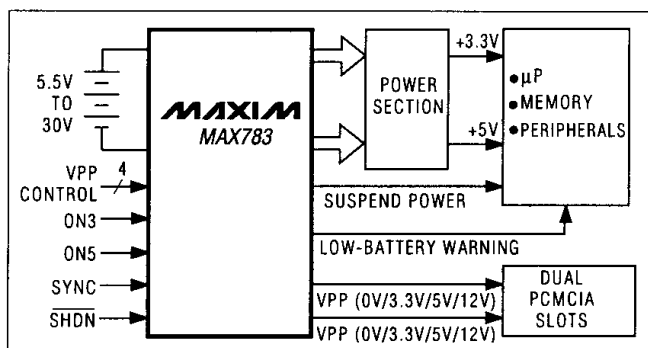 5.5V
TO
30V
VPP
CONTROL
4
ON3
ON5
SYNC
SHDN
MAXIM
MAX783
POWER
SECTION
+3.3V
+5V
• µP
• MEMORY
• PERIPHERALS
SUSPEND POWER
LOW-BATTERY WARNING
VPP (0V/3.3V/5V/12V)
VPP (0V/3.3V/5V/12V)
DUAL
PCMCIA
SLOTS